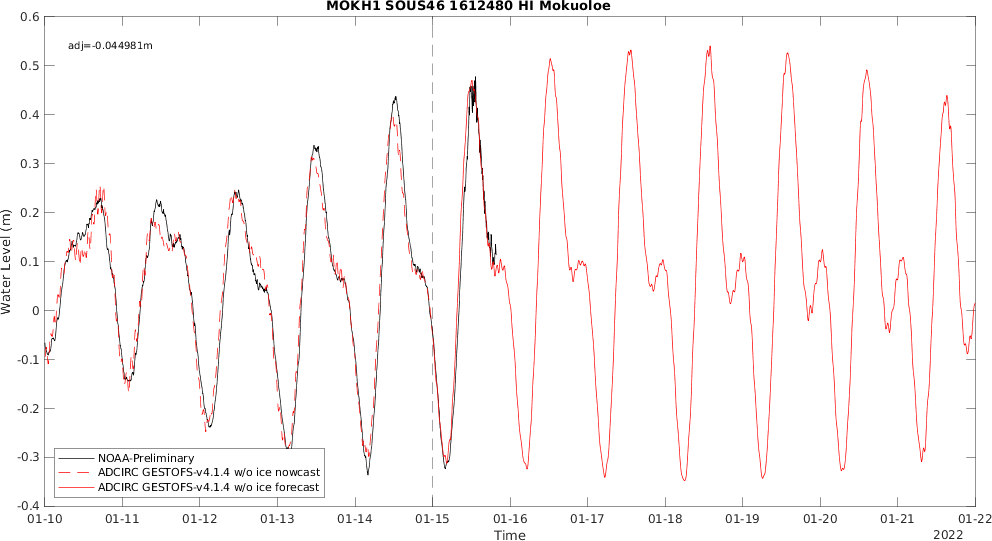 MOKH1 SOUS46 1612480 HI Mokuoloe
adj=-0.044981m
Water Level (m)
0.6
0.5
0.4
0.3
0.2
0.1
0
-0.1
-0.2
-0.3
-0.4
NOAA-Preliminary
ADCIRC GESTOFS-v4.1.4 w/o ice nowcast
ADCIRC GESTOFS-v4.1.4 w/o ice forecast
01-10 01-11 01-12 01-13 01-14 01-15 01-16 01-17 01-18 01-19 01-20 01-21 01-22
Time
2022